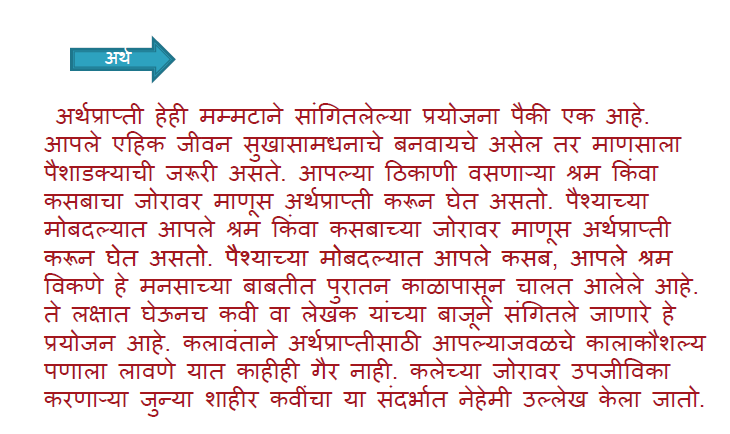 अर्थ
अर्थप्राप्ती हेही मम्मटाने सांगितलेल्या प्रयोजना पैकी एक आहे.
आपले एहिक जीवन सुखासामधनाचे बनवायचे असेल तर माणसाला
पैशाडक्याची जरूरी असते. आपल्या ठिकाणी वसणाऱ्या श्रम किंवा
कसबाचा जोरावर माणूस अर्थप्राप्ती करून घेत असतो. पैश्याच्या
मोबदल्यात आपले श्रम किंवा कसबाच्या जोरावर माणूस अर्थप्राप्ती
करून घेत असतो. पैश्याच्या मोबदल्यात आपले कसब, आपले श्रम
विकणे हे मनसाच्या बाबतीत पुरातन काळापासून चालत आलेले आहे.
ते लक्षात घेऊनच कवी वा लेखक यांच्या बाजूने संगितले जाणारे हे
प्रयोजन आहे. कलावंताने अर्थप्राप्तीसाठी आपल्याजवळचे कालाकौशल्य
पणाला लावणे यात काहीही गैर नाही. कलेच्या जोरावर उपजीविका
करणाऱ्या जुन्या शाहीर कवींचा या संदर्भात नेहेमी उल्लेख केला जातो.